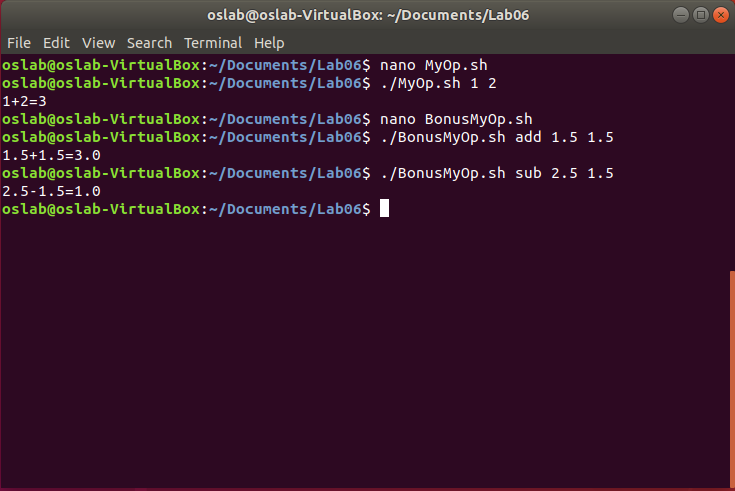 oslab@oslab-VirtualBox: ~/Documents/Lab06
File Edit View Search Terminal Help
oslab@oslab-VirtualBox:~/Documents/Lab06$ nano MyOp.sh
oslab@oslab-VirtualBox:~/Documents/Lab06$ ./MyOp.sh 1 2
1+2=3
oslab@oslab-VirtualBox:~/Documents/Lab06$ nano BonusMyOp.sh
oslab@oslab-VirtualBox:~/Documents/Lab06$ ./BonusMyOp.sh add 1.5 1.5
1.5+1.5=3.0
oslab@oslab-VirtualBox:~/Documents/Lab06$ ./BonusMyOp.sh sub 2.5 1.5
2.5-1.5=1.0
oslab@oslab-VirtualBox:~/Documents/Lab06$